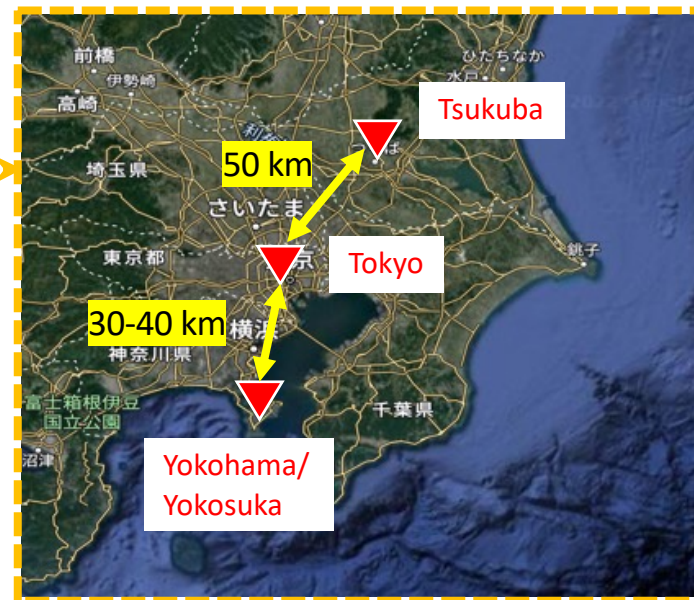 前橋
ひたちなか
伊勢崎
水戸
高崎
Tsukuba
50 km
埼玉県
さいたま
東京都
京
Tokyo
銚子
30-40 km
横浜
神奈川県
富士箱根伊豆
国立公園
千葉県
沼津
Yokohama/
Yokosuka